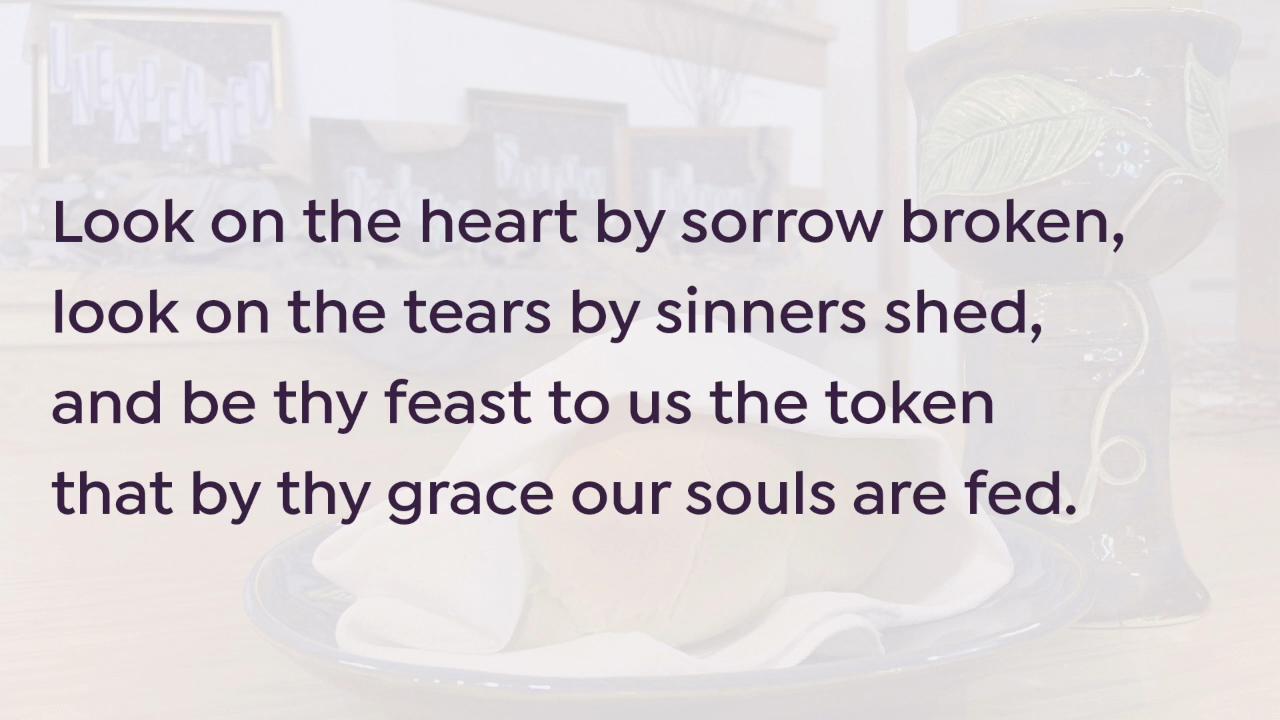 UNEXPECTED
Look on the heart by sorrow broken,
look on the tears by sinners shed,
and be thy feast to us the token
that by thy grace our souls are fed.